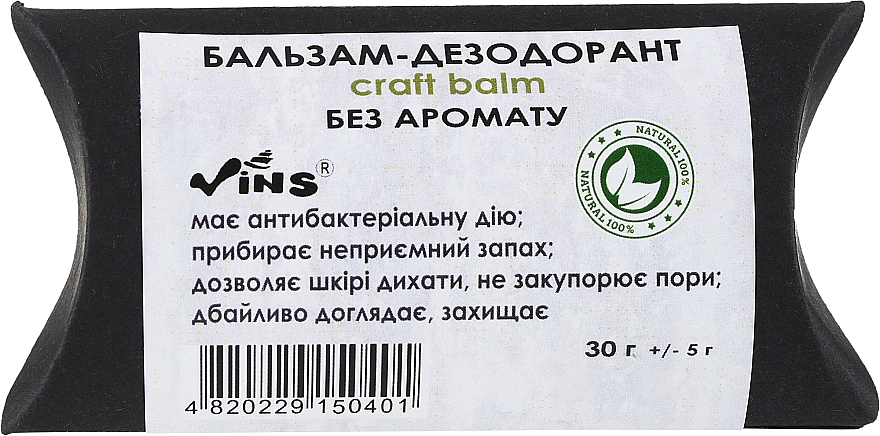 БАЛЬЗАМ-ДЕЗОДОРАНТ
craft balm
БЕЗ АРОМАТУ
ViNS®
NATURAL 100%
NATURAL 100%
має антибактеріальну дію;
прибирає неприємний запах;
дозволяє шкірі дихати, не закупорює пори;
дбайливо доглядає, захищає
30 г +/- 5 г
4 820229 150401